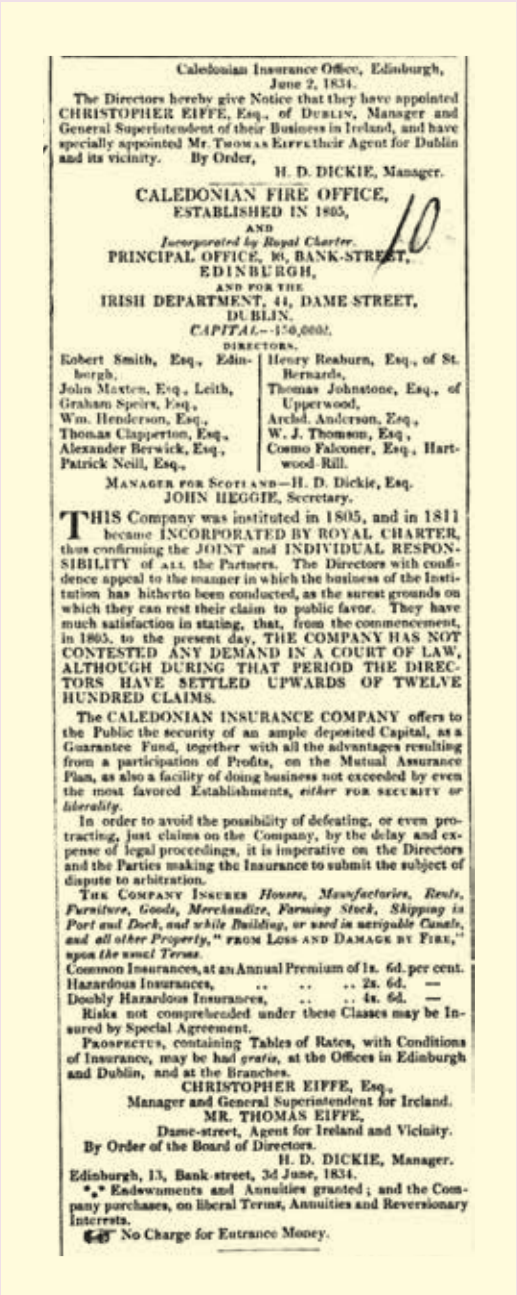 Caledonian Insurance Office, Edinburgh,
June 2, 1834.
The Directors hereby give Notice that they have appointed
CHRISTOPHER EIFFE, Esq., of DUBLIN, Manager and
General Superintendent of their Business in Ireland, and have
specially appointed Mr. THOMAS EIFFE their Agent for Dublin
and its vicinity. By Order,
H. D. DICKIE, Manager.
CALEDONIAN FIRE OFFICE,
ESTABLISHED IN 1805,
AND
Incorporated by Royal Charter.
10
PRINCIPAL OFFICE, BANK-STREET,
EDINBURGH,
AND FOR THE
IRISH DEPARTMENT, 44, DAME STREET,
DUBLIN.
CAPITAL—150,000l.
DIRECTORS.
Robert Smith, Esq., Edin-
burgh,
John Maxten, Esq., Leith,
Graham Speirs, Esq.,
Wm. Henderson, Esq.,
Thomas Clapperton, Esq.,
Alexander Berwick, Esq.,
Patrick Neill, Esq.,
Henry Reaburn, Esq., of St.
Bernards,
Thomas Johnstone, Esq., of
Upperwood,
Archd. Anderson, Esq.,
W. J. Thomson, Esq.,
Cosmo Falconer, Esq., Hart-
wood-Rill.
MANAGER FOR SCOTLAND—H. D. Dickie, Esq.
JOHN HEGGIE, Secretary.
THIS Company was instituted in 1805, and in 1811
became INCORPORATED BY ROYAL CHARTER,
thus confirming the JOINT and INDIVIDUAL RESPON-
SIBILITY of ALL the Partners. The Directors with confi-
dence appeal to the manner in which the business of the Insti-
tution has hitherto been conducted, as the surest grounds on
which they can rest their claim to public favor. They have
much satisfaction in stating, that, from the commencement,
in 1805, to the present day, THE COMPANY HAS NOT
CONTESTED ANY DEMAND IN A COURT OF LAW,
ALTHOUGH DURING THAT PERIOD THE DIREC-
TORS HAVE SETTLED UPWARDS OF TWELVE
HUNDRED CLAIMS.
The CALEDONIAN INSURANCE COMPANY offers to
the Public the security of an ample deposited Capital, as a
Guarantee Fund, together with all the advantages resulting
from a participation of Profits, on the Mutual Assurance
Plan, as also a facility of doing business not exceeded by even
the most favored Establishments, either FOR SECURITY or
liberality.
In order to avoid the possibility of defeating, or even pro-
tracting, just claims on the Company, by the delay and ex-
pense of legal proceedings, it is imperative on the Directors
and the Parties making the Insurance to submit the subject of
dispute to arbitration.
THE COMPANY INSURES Houses, Manufactories, Rents,
Furniture, Goods, Merchandize, Farming Stock, Shipping in
Port and Dock, and while Building, or used in navigable Canals,
and all other Property, "FROM LOSS AND DAMAGE BY FIRE,"
upon the usual Terms.
Common Insurances, at an Annual Premium of 1s. 6d. per cent.
Hazardous Insurances, .. .. .. 2s. 6d. —
Doubly Hazardous Insurances, .. .. 4s. 6d. —
Risks not comprehended under these Classes may be In-
sured by Special Agreement.
PROSPECTUS, containing Tables of Rates, with Conditions
of Insurance, may be had gratis, at the Offices in Edinburgh
and Dublin, and at the Branches.
CHRISTOPHER EIFFE, Esq.,
Manager and General Superintendent for Ireland.
MR. THOMAS EIFFE,
Dame-street, Agent for Ireland and Vicinity.
By Order of the Board of Directors.
H. D. DICKIE, Manager.
Edinburgh, 13, Bank-street, 3d June, 1834.
*** Endowments and Annuities granted; and the Com-
pany purchases, on liberal Terms, Annuities and Reversionary
Interests.
☞ No Charge for Entrance Money.